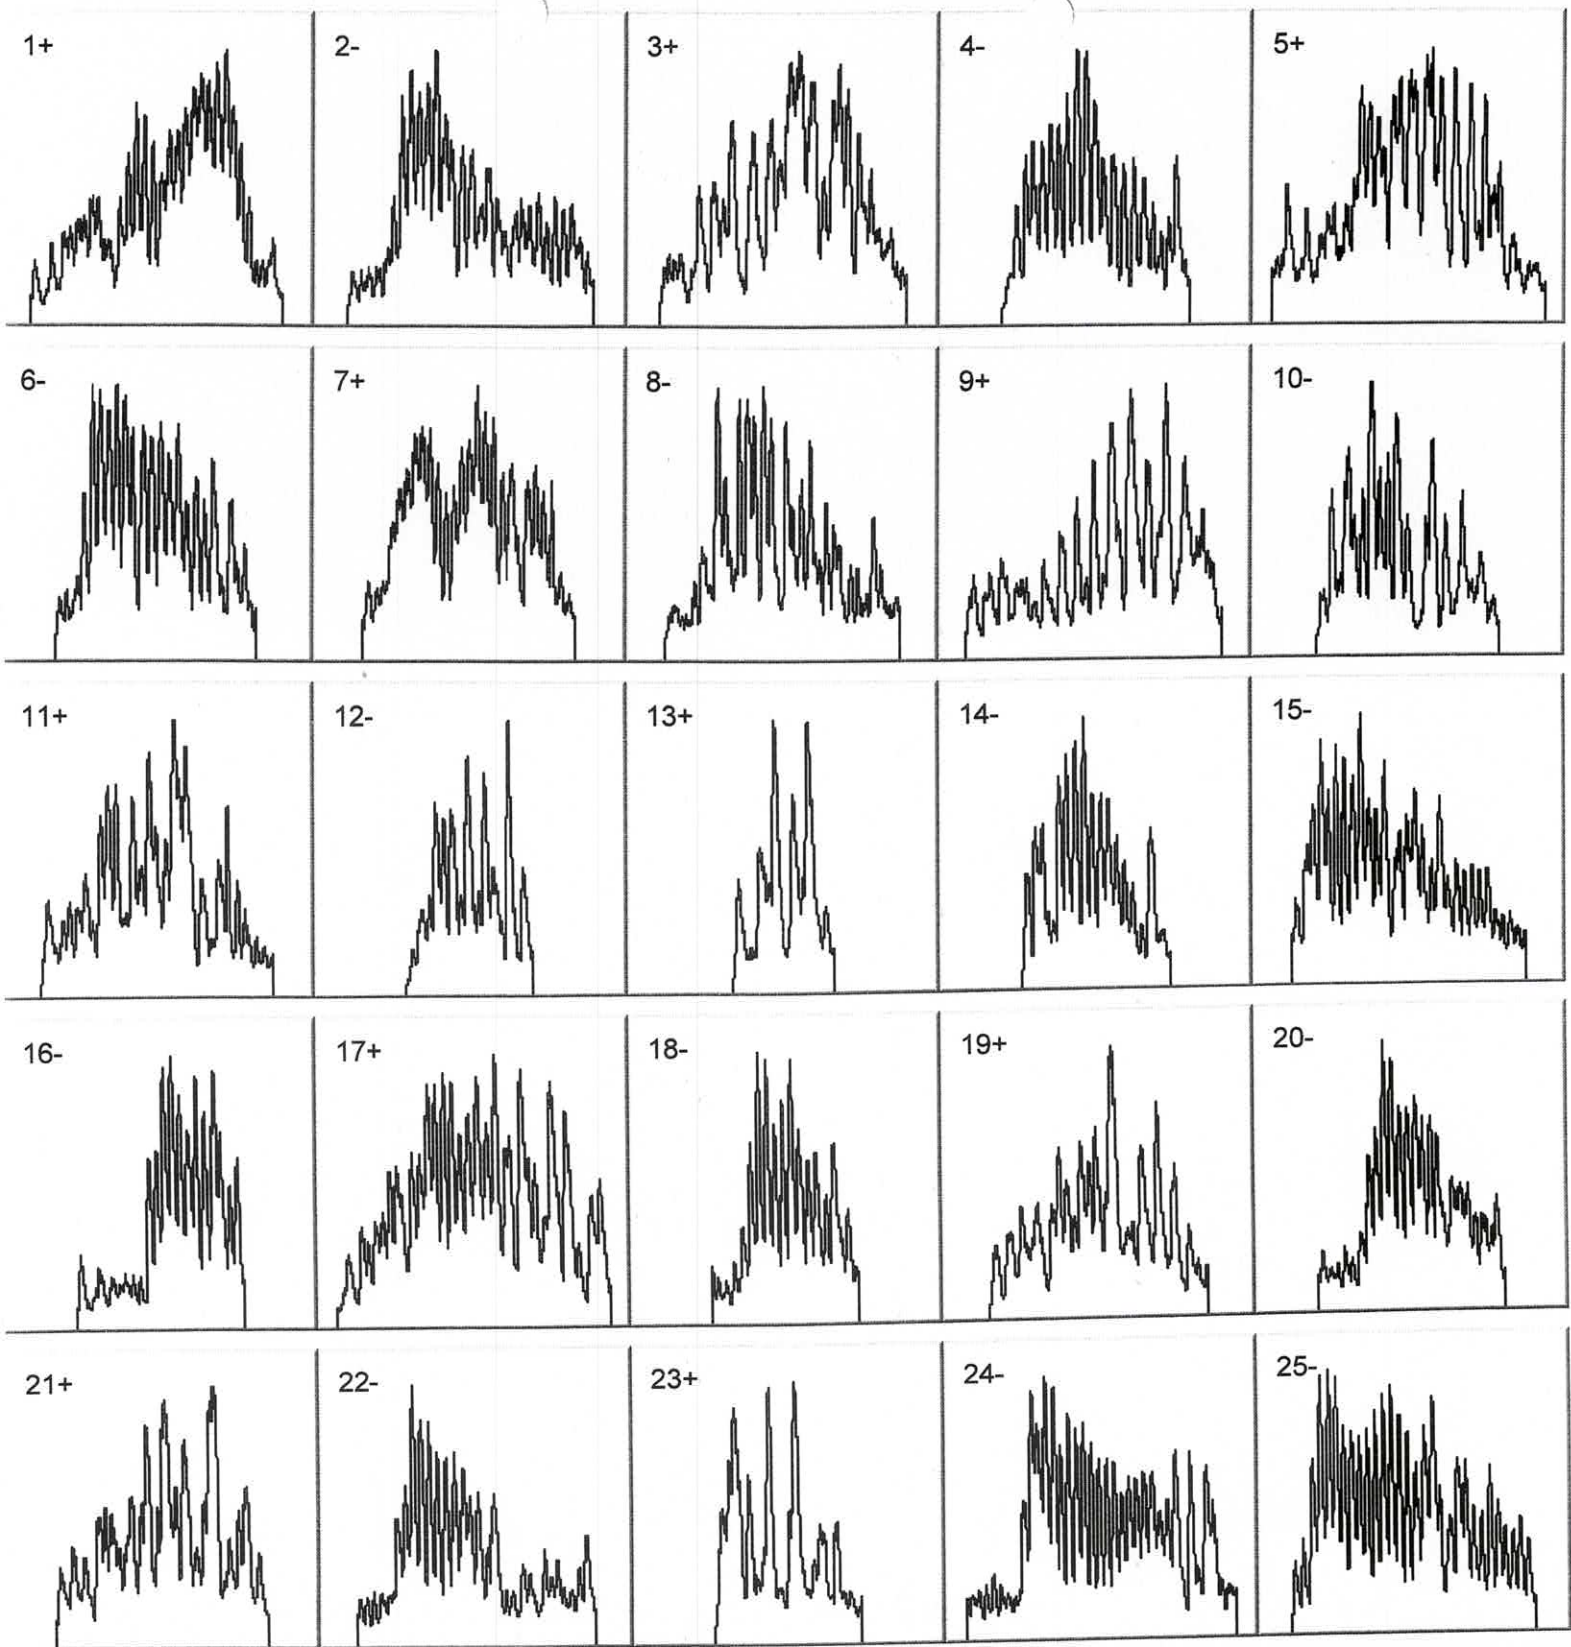 1+ 2- 3+ 4- 5+
6- 7+ 8- 9+ 10-
11+ 12- 13+ 14- 15-
16- 17+ 18- 19+ 20-
21+ 22- 23+ 24- 25-